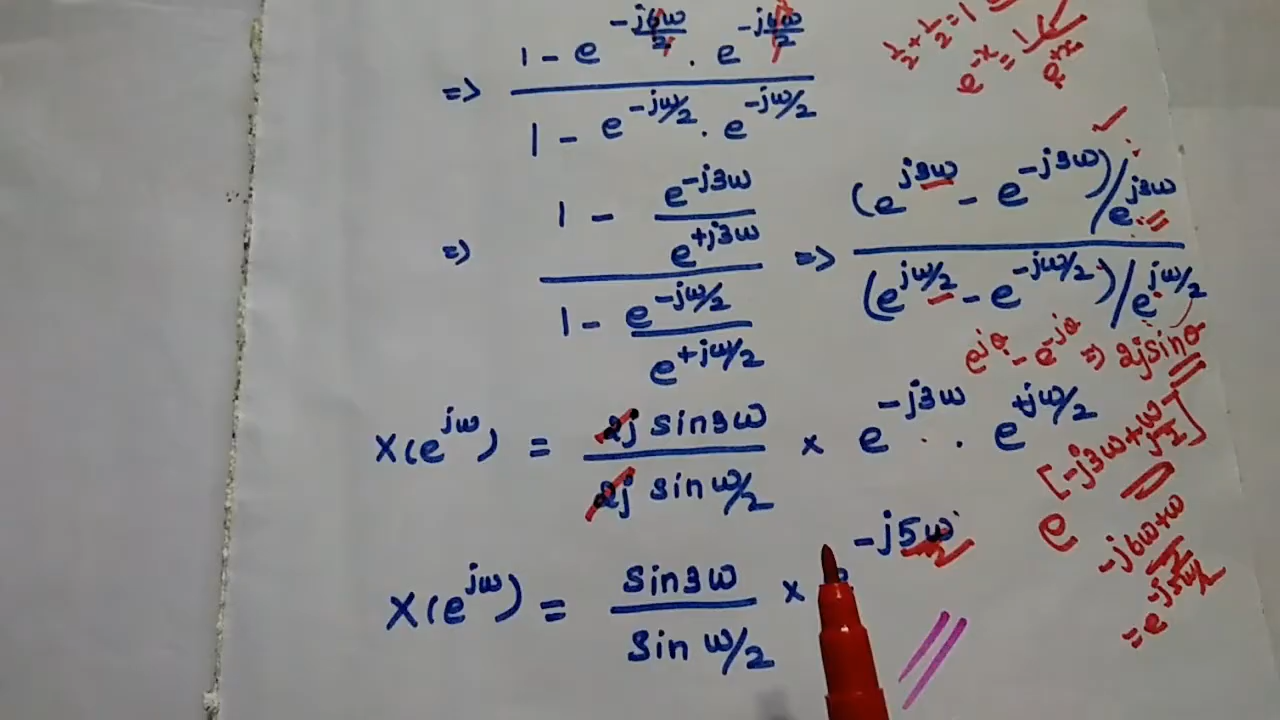 1 - e^{-j6ω/2} . e^{-j6ω/2}
=> ―――――――――
1 - e^{-jω/2} . e^{-jω/2}
1/2 + 1/2 = 1
e^{-x} = 1/e^{+x}
1 - e^{-j3ω} / e^{+j3ω}
=> ―――――――――
1 - e^{-jω/2} / e^{+jω/2}
=> (e^{j3ω} - e^{-j3ω}) / e^{j3ω}
―――――――――
(e^{jω/2} - e^{-jω/2}) / e^{jω/2}
e^{jθ} - e^{-jθ} => 2j sinθ
X(e^{jω}) = 2j sin3ω / 2j sin ω/2 × e^{-j3ω} . e^{+jω/2}
e^{[-j3ω + jω/2]}
-j6ω+ω / 2
= e^{-j5ω/2}
X(e^{jω}) = sin3ω / sin ω/2 × -j5ω